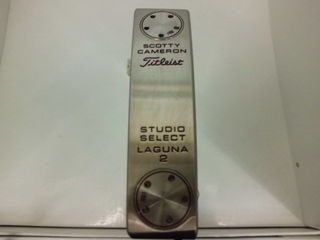 SCOTTY
CAMERON
Titleist
STUDIO
SELECT
LAGUNA
2